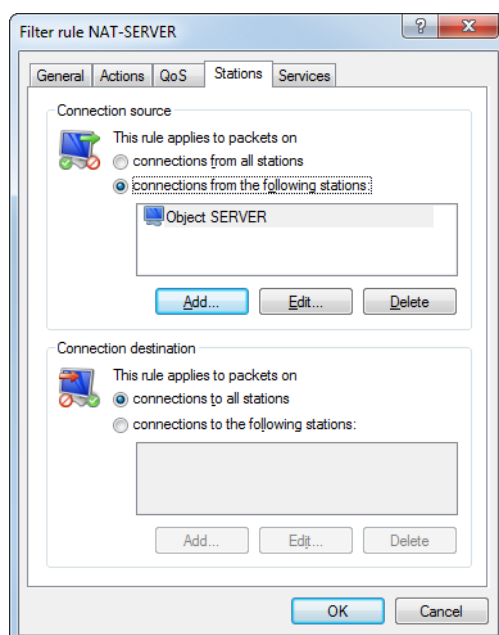 Filter rule NAT-SERVER
General Actions QoS Stations Services
Connection source
This rule applies to packets on
connections from all stations
connections from the following stations:
Object SERVER
Add... Edit... Delete
Connection destination
This rule applies to packets on
connections to all stations
connections to the following stations:
Add... Edit... Delete
OK Cancel